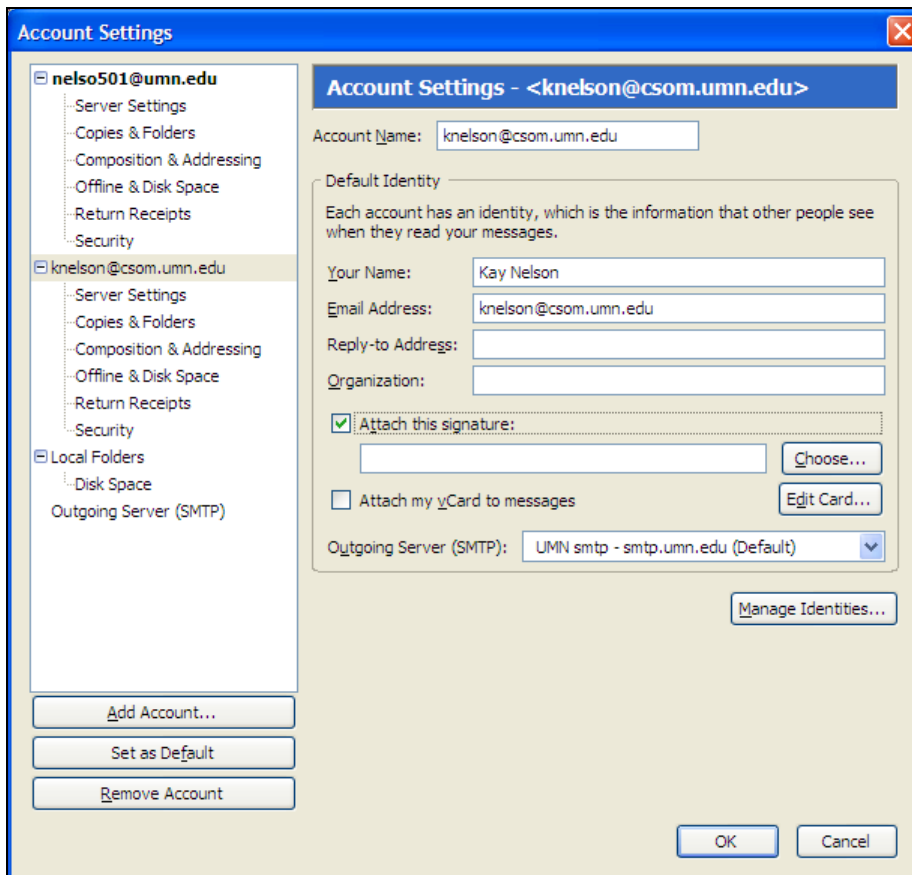 Account Settings
nelso501@umn.edu
Server Settings
Copies & Folders
Composition & Addressing
Offline & Disk Space
Return Receipts
Security
knelson@csom.umn.edu
Server Settings
Copies & Folders
Composition & Addressing
Offline & Disk Space
Return Receipts
Security
Local Folders
Disk Space
Outgoing Server (SMTP)
Add Account...
Set as Default
Remove Account
Account Settings - <knelson@csom.umn.edu>
Account Name: knelson@csom.umn.edu
Default Identity
Each account has an identity, which is the information that other people see
when they read your messages.
Your Name: Kay Nelson
Email Address: knelson@csom.umn.edu
Reply-to Address:
Organization:
Attach this signature:
Choose...
Attach my vCard to messages
Edit Card...
Outgoing Server (SMTP): UMN smtp - smtp.umn.edu (Default)
Manage Identities...
OK
Cancel